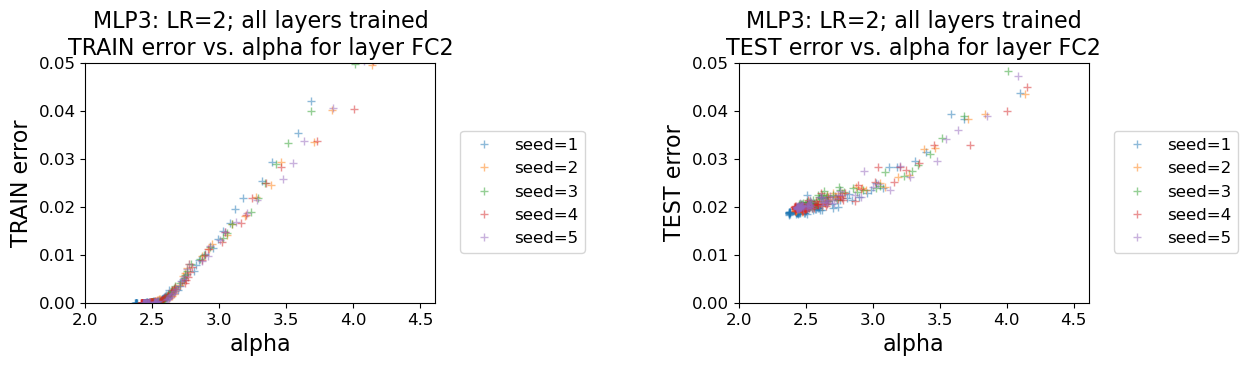 MLP3: LR=2; all layers trained
TRAIN error vs. alpha for layer FC2
TRAIN error
0.05
0.04
0.03
0.02
0.01
0.00
2.0 2.5 3.0 3.5 4.0 4.5
alpha
seed=1
seed=2
seed=3
seed=4
seed=5
MLP3: LR=2; all layers trained
TEST error vs. alpha for layer FC2
TEST error
0.05
0.04
0.03
0.02
0.01
0.00
2.0 2.5 3.0 3.5 4.0 4.5
alpha
seed=1
seed=2
seed=3
seed=4
seed=5